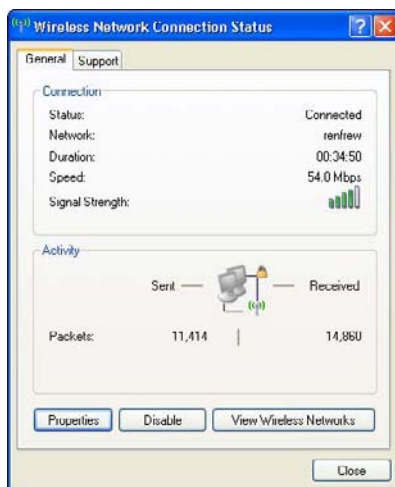 Wireless Network Connection Status
General Support
Connection
Status: Connected
Network: renfrew
Duration: 00:34:50
Speed: 54.0 Mbps
Signal Strength:
Activity
Sent — — Received
Packets: 11,414 | 14,860
Properties Disable View Wireless Networks
Close